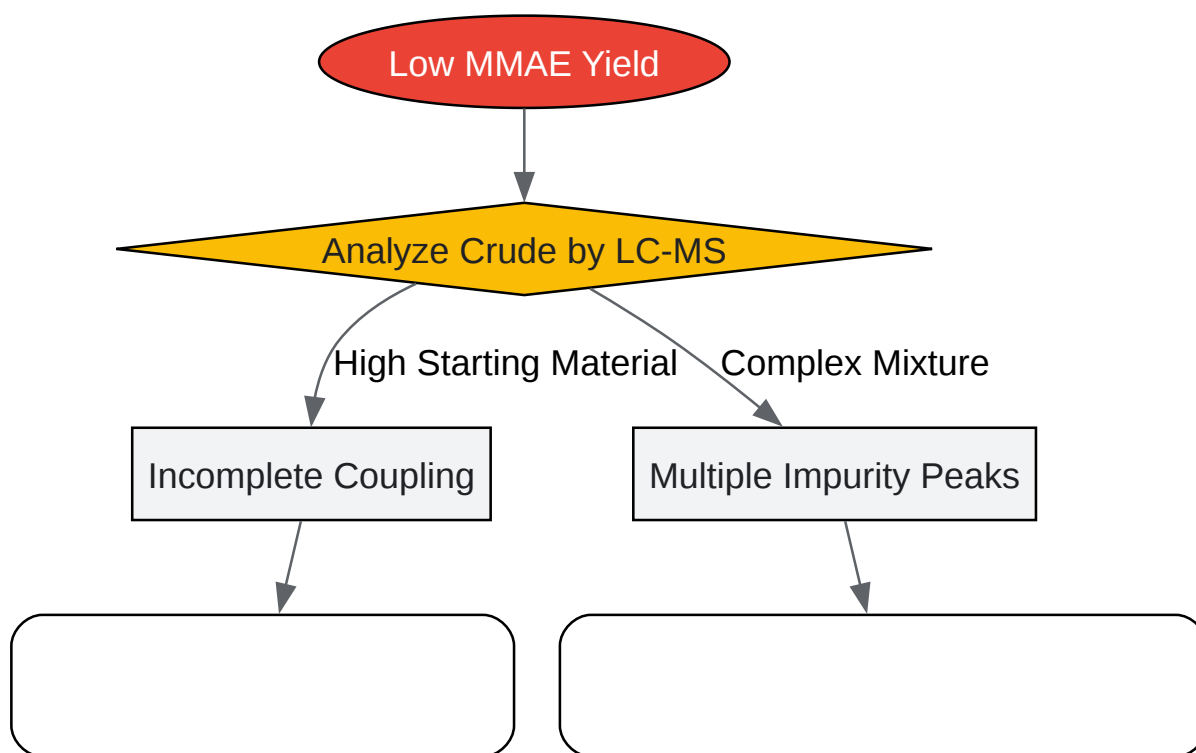 Low MMAE Yield
Analyze Crude by LC-MS
High Starting Material
Complex Mixture
Incomplete Coupling
Multiple Impurity Peaks